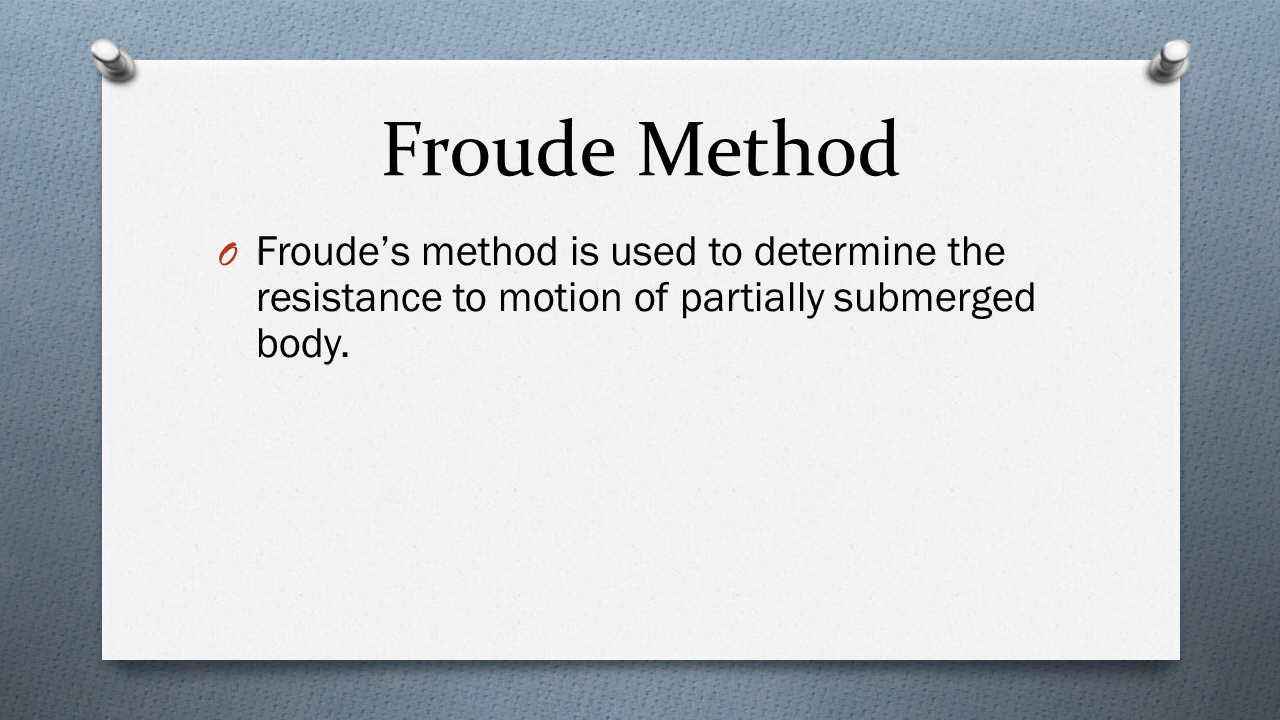 Froude Method
Froude’s method is used to determine the
resistance to motion of partially submerged
body.